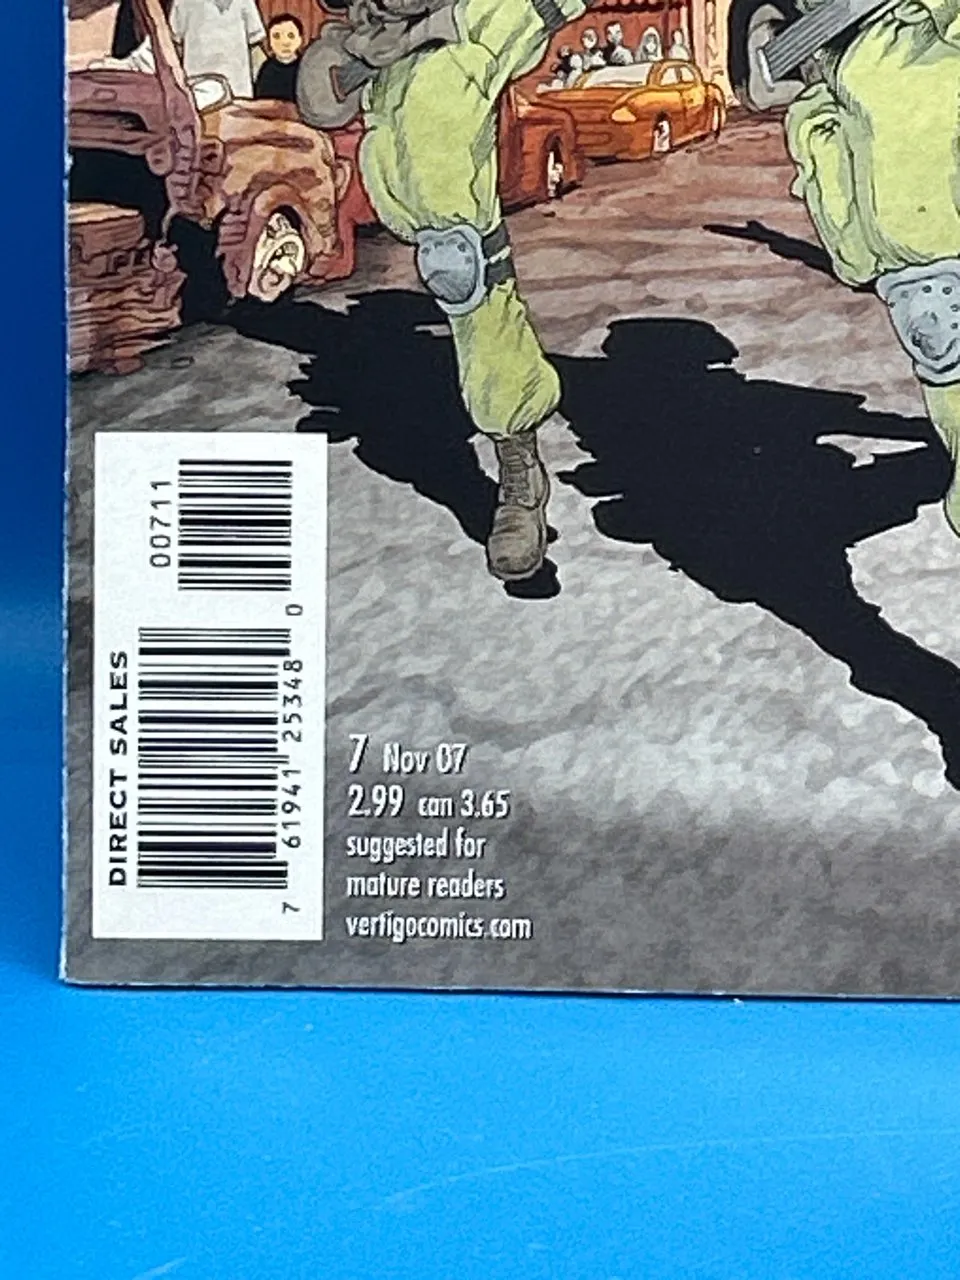 00711
DIRECT SALES
7 61941 25348 0
7 Nov 07
2.99 can 3.65
suggested for
mature readers
vertigocomics.com